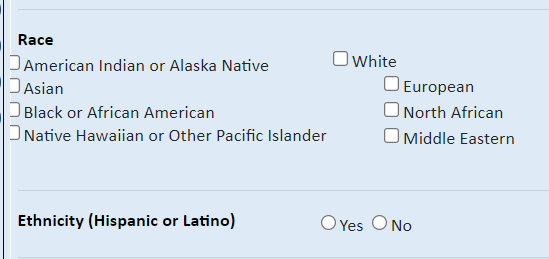 Race
American Indian or Alaska Native
Asian
Black or African American
Native Hawaiian or Other Pacific Islander
White
European
North African
Middle Eastern
Ethnicity (Hispanic or Latino)
Yes No